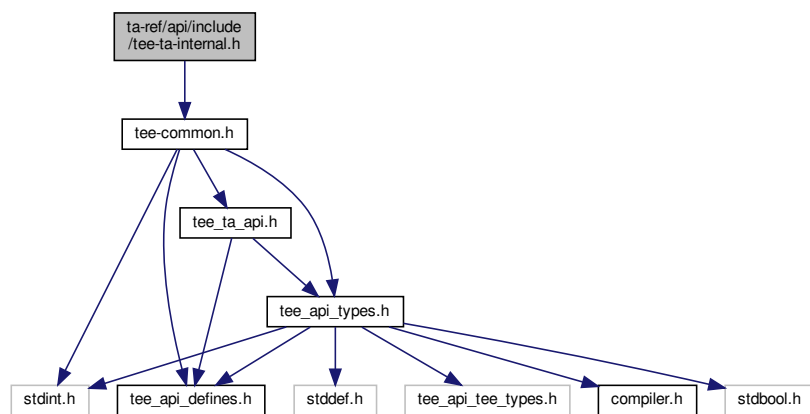 ta-ref/api/include
/tee-ta-internal.h
tee-common.h
tee_ta_api.h
tee_api_types.h
stdint.h
tee_api_defines.h
stddef.h
tee_api_tee_types.h
compiler.h
stdbool.h